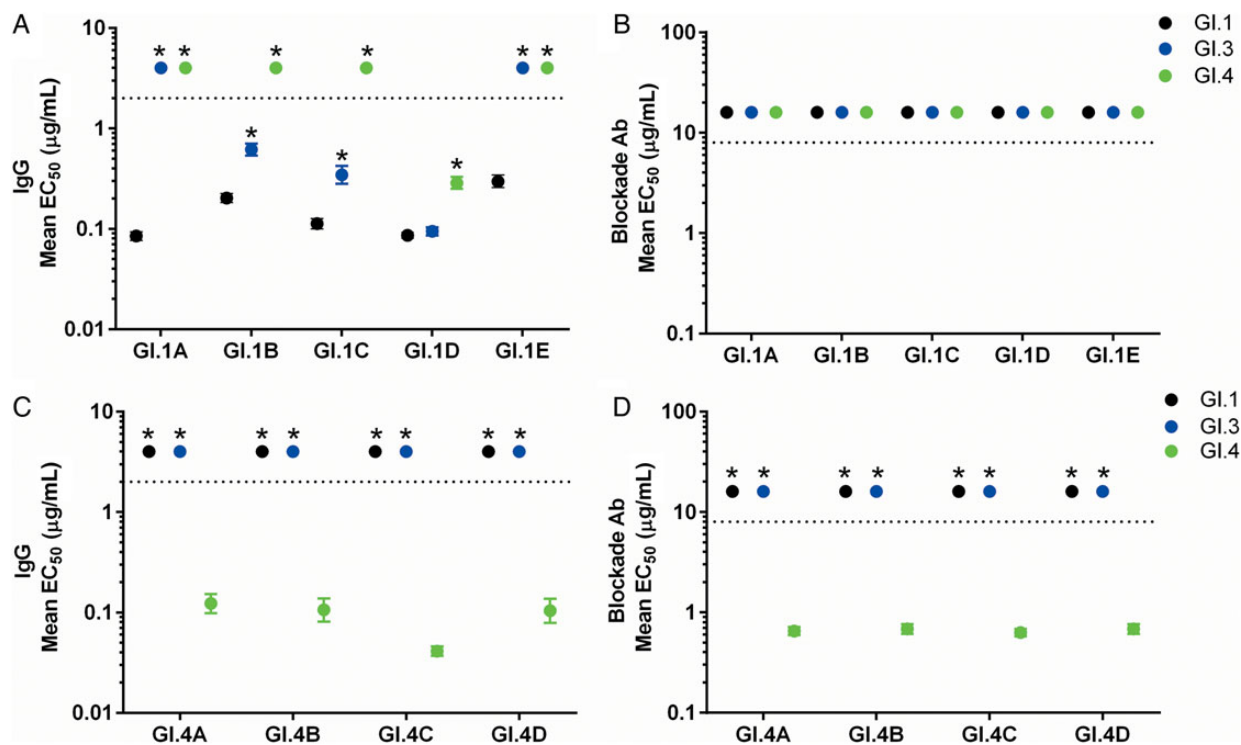 A
IgG
Mean EC50 (μg/mL)
10
1
0.1
0.01
* * * * * *
* * *
GI.1A GI.1B GI.1C GI.1D GI.1E
B
Blockade Ab
Mean EC50 (μg/mL)
100
10
1
0.1
GI.1A GI.1B GI.1C GI.1D GI.1E
GI.1
GI.3
GI.4
C
IgG
Mean EC50 (μg/mL)
10
1
0.1
0.01
* * * * * * * *
GI.4A GI.4B GI.4C GI.4D
D
Blockade Ab
Mean EC50 (μg/mL)
100
10
1
0.1
* * * * * * * *
GI.4A GI.4B GI.4C GI.4D
GI.1
GI.3
GI.4